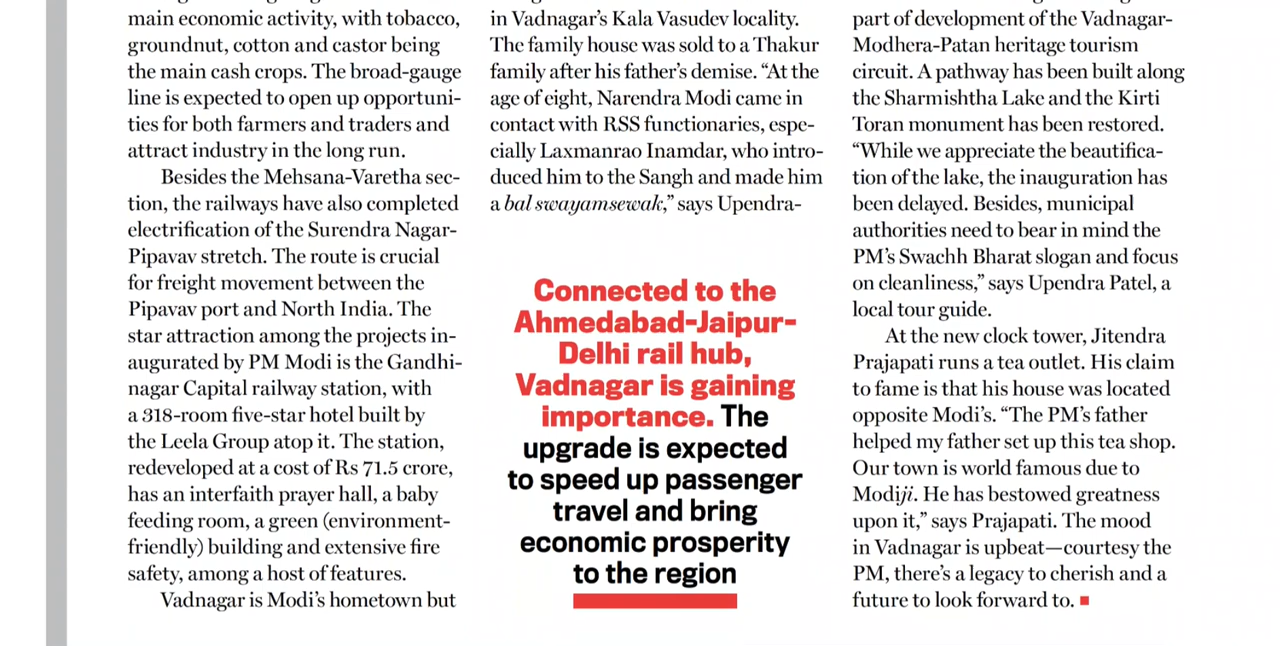 main economic activity, with tobacco,
groundnut, cotton and castor being
the main cash crops. The broad-gauge
line is expected to open up opportuni-
ties for both farmers and traders and
attract industry in the long run.
Besides the Mehsana-Varetha sec-
tion, the railways have also completed
electrification of the Surendra Nagar-
Pipavav stretch. The route is crucial
for freight movement between the
Pipavav port and North India. The
star attraction among the projects in-
augurated by PM Modi is the Gandhi-
nagar Capital railway station, with
a 318-room five-star hotel built by
the Leela Group atop it. The station,
redeveloped at a cost of Rs 71.5 crore,
has an interfaith prayer hall, a baby
feeding room, a green (environment-
friendly) building and extensive fire
safety, among a host of features.
Vadnagar is Modi’s hometown but
in Vadnagar’s Kala Vasudev locality.
The family house was sold to a Thakur
family after his father’s demise. “At the
age of eight, Narendra Modi came in
contact with RSS functionaries, espe-
cially Laxmanrao Inamdar, who intro-
duced him to the Sangh and made him
a bal swayamsewak,” says Upendra-
Connected to the
Ahmedabad-Jaipur-
Delhi rail hub,
Vadnagar is gaining
importance. The
upgrade is expected
to speed up passenger
travel and bring
economic prosperity
to the region
part of development of the Vadnagar-
Modhera-Patan heritage tourism
circuit. A pathway has been built along
the Sharmishtha Lake and the Kirti
Toran monument has been restored.
“While we appreciate the beautifica-
tion of the lake, the inauguration has
been delayed. Besides, municipal
authorities need to bear in mind the
PM’s Swachh Bharat slogan and focus
on cleanliness,” says Upendra Patel, a
local tour guide.
At the new clock tower, Jitendra
Prajapati runs a tea outlet. His claim
to fame is that his house was located
opposite Modi’s. “The PM’s father
helped my father set up this tea shop.
Our town is world famous due to
Modiji. He has bestowed greatness
upon it,” says Prajapati. The mood
in Vadnagar is upbeat—courtesy the
PM, there’s a legacy to cherish and a
future to look forward to.